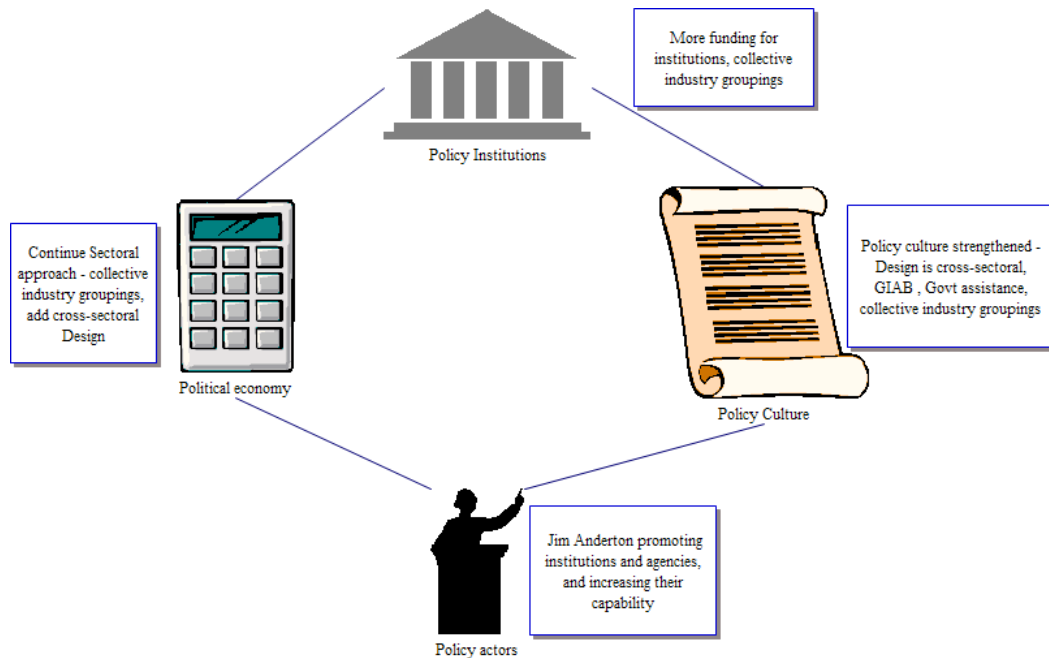 More funding for
institutions, collective
industry groupings
Policy Institutions
Continue Sectoral
approach - collective
industry groupings,
add cross-sectoral
Design
Political economy
Policy culture strengthened -
Design is cross-sectoral,
GIAB , Govt assistance,
collective industry groupings
Policy Culture
Jim Anderton promoting
institutions and agencies,
and increasing their
capability
Policy actors